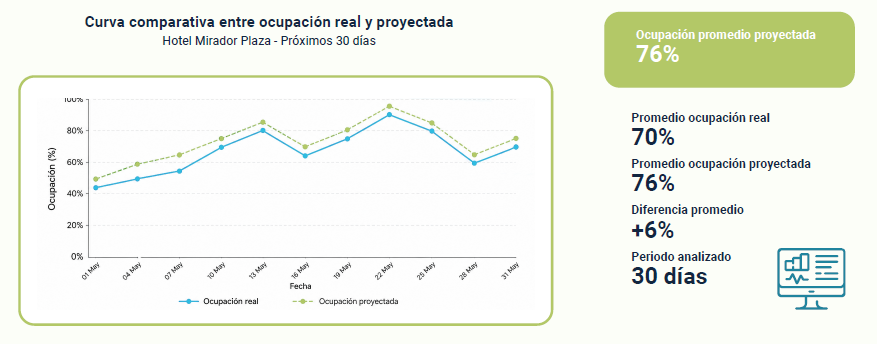 Curva comparativa entre ocupación real y proyectada
Hotel Mirador Plaza - Próximos 30 días
100%
80%
60%
40%
20%
0%
Ocupación (%)
01 May
04 May
07 May
10 May
13 May
16 May
19 May
22 May
25 May
28 May
31 May
Fecha
Ocupación real
Ocupación proyectada
Ocupación promedio proyectada
76%
Promedio ocupación real
70%
Promedio ocupación proyectada
76%
Diferencia promedio
+6%
Periodo analizado
30 días